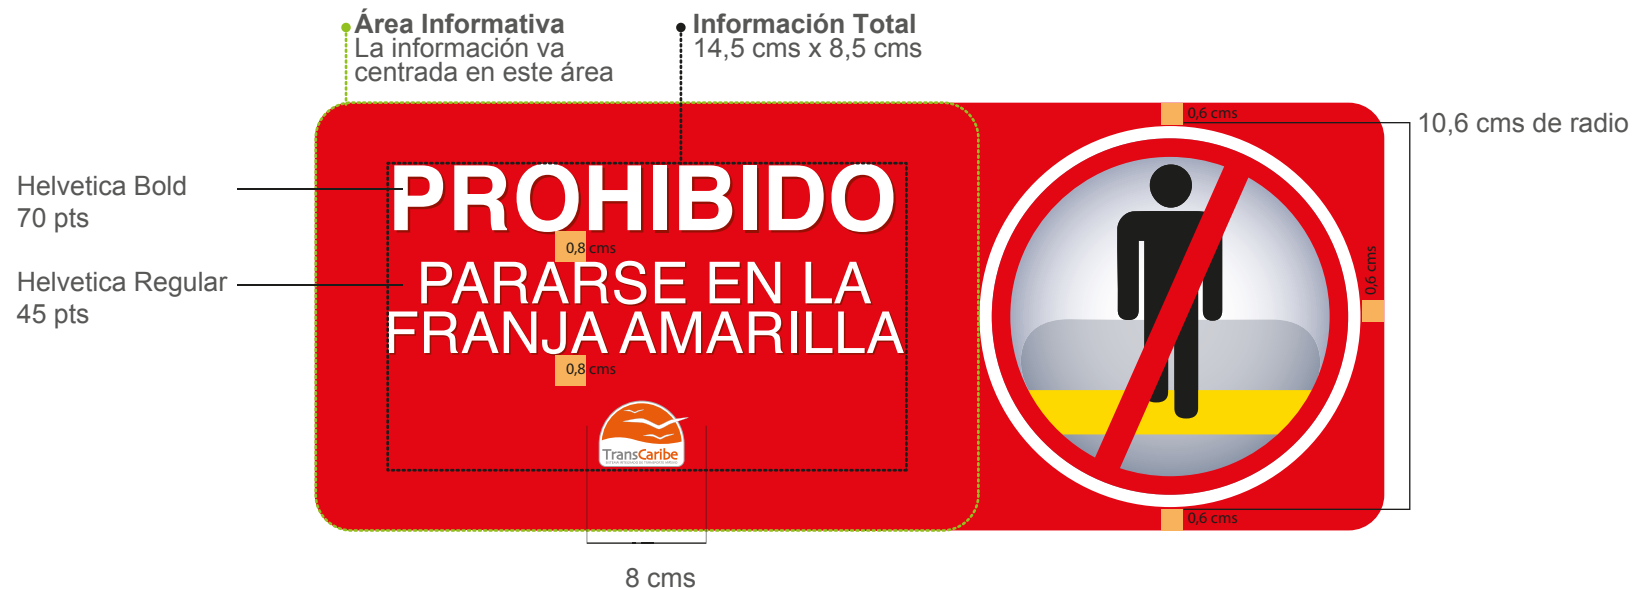 Área Informativa
La información va
centrada en este área
Información Total
14,5 cms x 8,5 cms
0,6 cms
10,6 cms de radio
Helvetica Bold
70 pts
PROHIBIDO
0,8 cms
Helvetica Regular
45 pts
PARARSE EN LA
FRANJA AMARILLA
0,6 cms
0,8 cms
TransCaribe
0,6 cms
8 cms